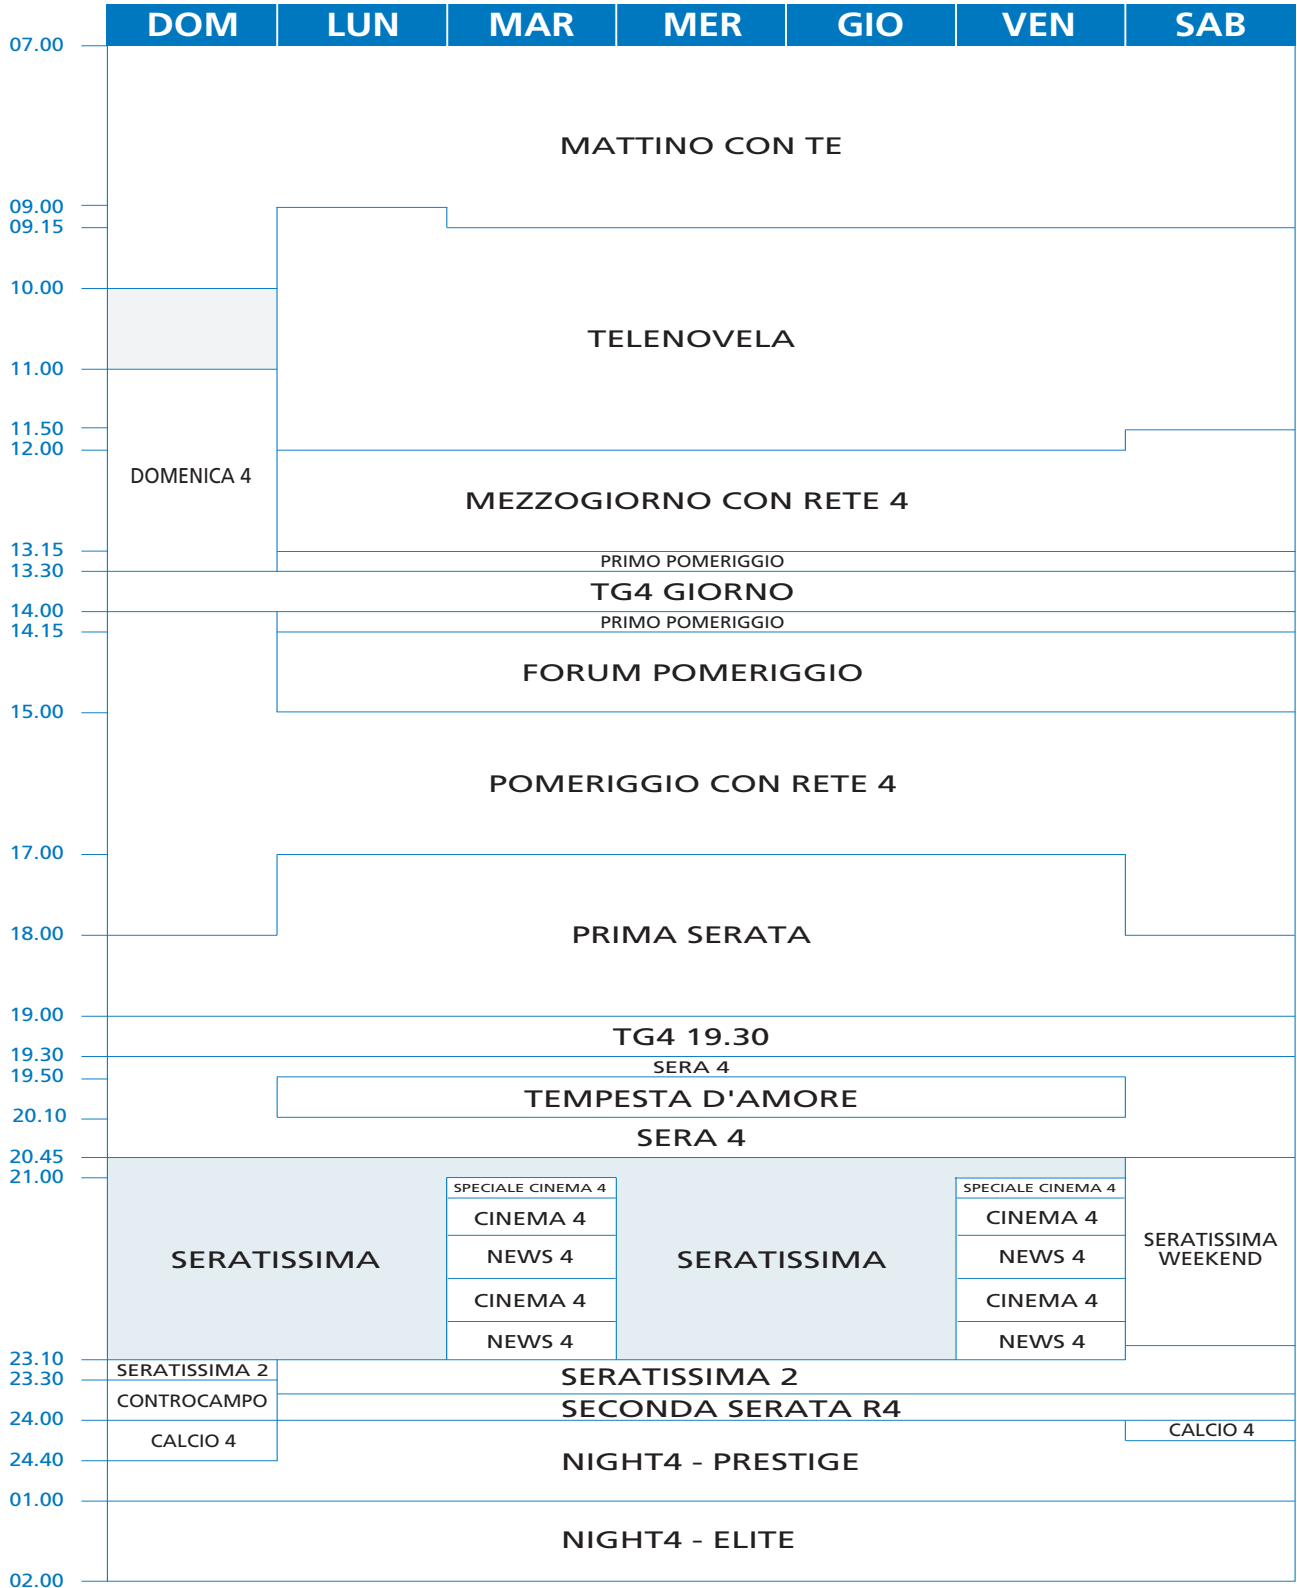 DOM LUN MAR MER GIO VEN SAB
07.00
MATTINO CON TE
09.00
09.15
10.00
TELENOVELA
11.00
11.50
12.00
DOMENICA 4
MEZZOGIORNO CON RETE 4
13.15
PRIMO POMERIGGIO
13.30
TG4 GIORNO
14.00
PRIMO POMERIGGIO
14.15
FORUM POMERIGGIO
15.00
POMERIGGIO CON RETE 4
17.00
18.00
PRIMA SERATA
19.00
TG4 19.30
19.30
SERA 4
19.50
TEMPESTA D'AMORE
20.10
SERA 4
20.45
21.00
SPECIALE CINEMA 4 SPECIALE CINEMA 4
CINEMA 4 CINEMA 4
SERATISSIMA NEWS 4 SERATISSIMA NEWS 4 SERATISSIMA
WEEKEND
CINEMA 4 CINEMA 4
NEWS 4 NEWS 4
23.10
SERATISSIMA 2 SERATISSIMA 2
23.30
CONTROCAMPO SECONDA SERATA R4
24.00
CALCIO 4 CALCIO 4
24.40
NIGHT4 - PRESTIGE
01.00
NIGHT4 - ELITE
02.00